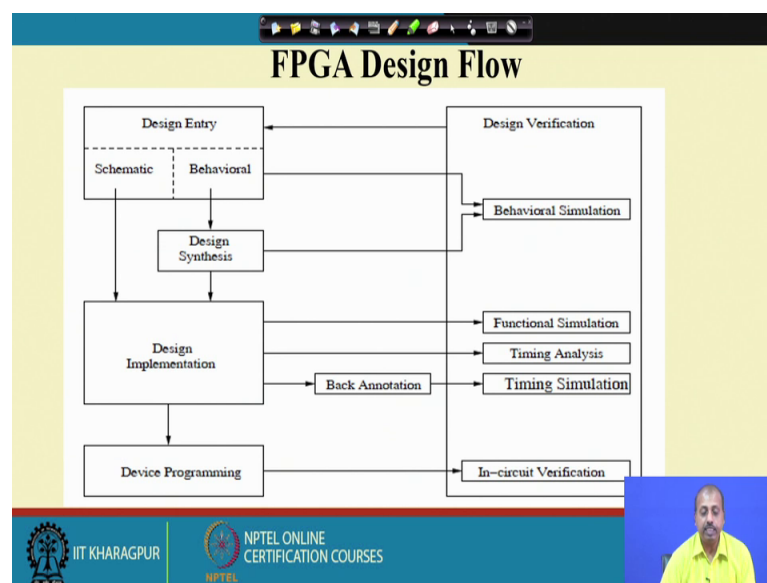 FPGA Design Flow
Design Entry
Schematic
Behavioral
Design
Synthesis
Design
Implementation
Back Annotation
Device Programming
Design Verification
Behavioral Simulation
Functional Simulation
Timing Analysis
Timing Simulation
In-circuit Verification
IIT KHARAGPUR
NPTEL
NPTEL ONLINE
CERTIFICATION COURSES